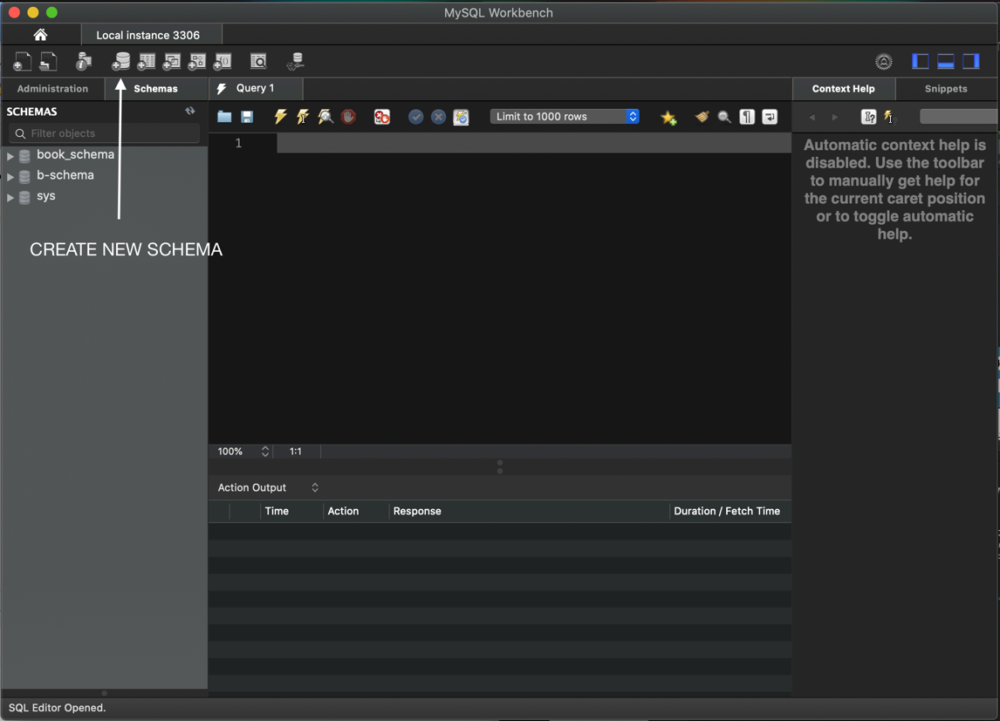 MySQL Workbench
Local instance 3306
Administration
Schemas
Query 1
Context Help
Snippets
SCHEMAS
Filter objects
Limit to 1000 rows
1
book_schema
b-schema
sys
CREATE NEW SCHEMA
Automatic context help is
disabled. Use the toolbar
to manually get help for
the current caret position
or to toggle automatic
help.
100%
1:1
Action Output
Time
Action
Response
Duration / Fetch Time
SQL Editor Opened.